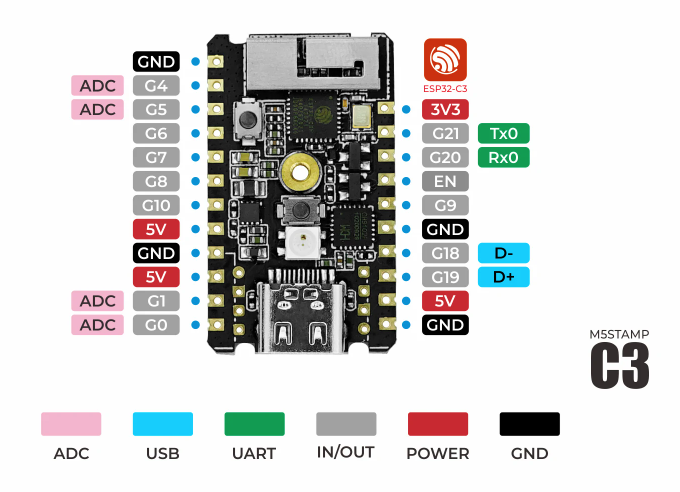 GND
ADC G4
ADC G5
G6
G7
G8
G10
5V
GND
5V
ADC G1
ADC G0
ESP32-C3
3V3
G21 Tx0
G20 Rx0
EN
G9
GND
G18 D-
G19 D+
5V
GND
M5STAMP
C3
ADC USB UART IN/OUT POWER GND